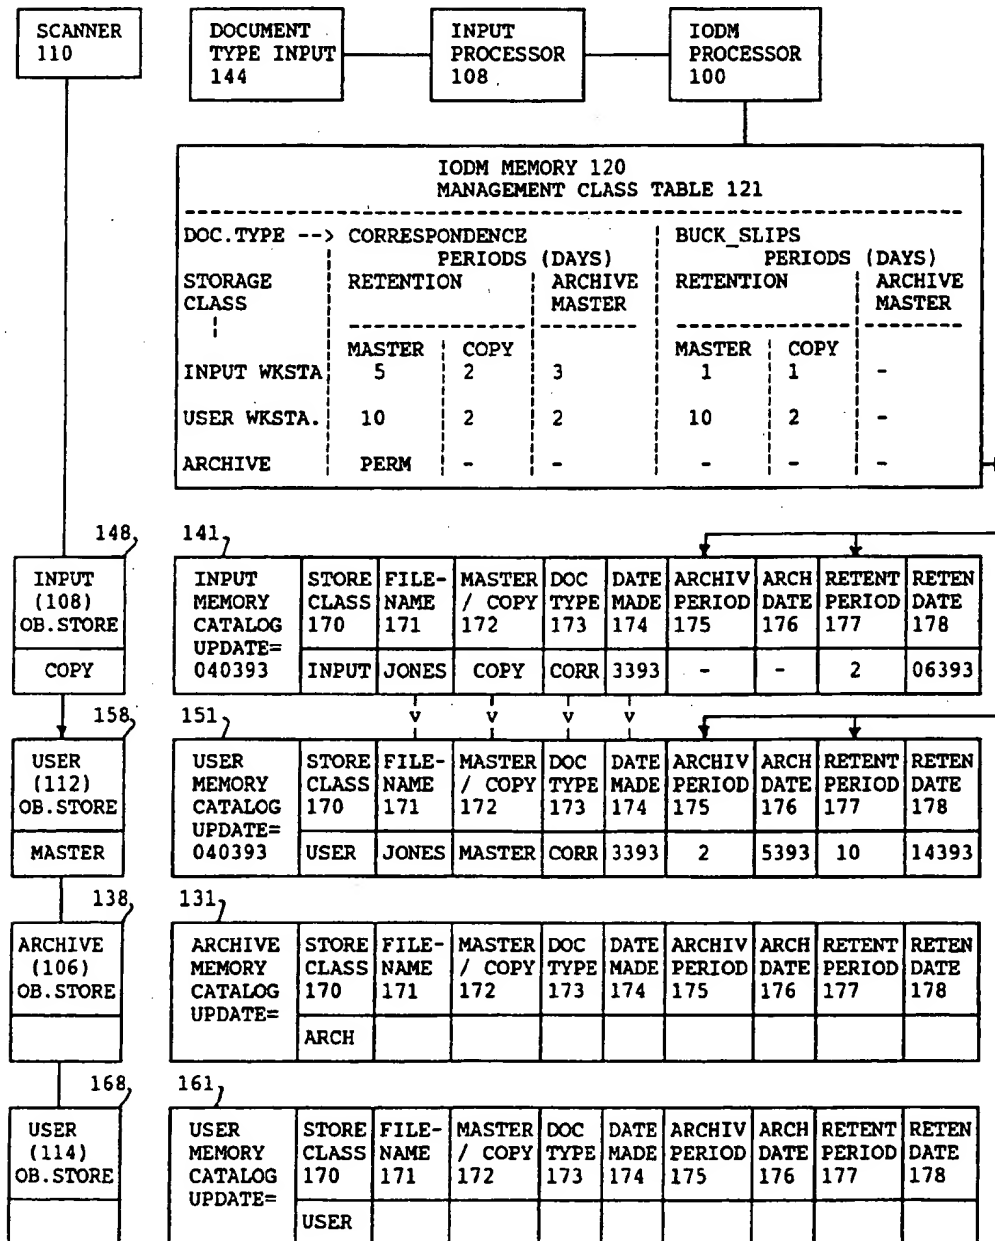 SCANNER 110
DOCUMENT TYPE INPUT 144
INPUT PROCESSOR 108
IODM PROCESSOR 100
IODM MEMORY 120
MANAGEMENT CLASS TABLE 121
DOC.TYPE --> CORRESPONDENCE BUCK_SLIPS
PERIODS (DAYS) PERIODS (DAYS)
STORAGE RETENTION ARCHIVE RETENTION ARCHIVE
CLASS MASTER MASTER
MASTER COPY MASTER COPY
INPUT WKSTA 5 2 3 1 1 -
USER WKSTA. 10 2 2 10 2 -
ARCHIVE PERM - - - - -
148 141
INPUT INPUT STORE FILE- MASTER DOC DATE ARCHIV ARCH RETENT RETEN
(108) MEMORY CLASS NAME / COPY TYPE MADE PERIOD DATE PERIOD DATE
OB.STORE CATALOG 170 171 172 173 174 175 176 177 178
UPDATE=
COPY 040393 INPUT JONES COPY CORR 3393 - - 2 06393
v v v v
158 151
USER USER STORE FILE- MASTER DOC DATE ARCHIV ARCH RETENT RETEN
(112) MEMORY CLASS NAME / COPY TYPE MADE PERIOD DATE PERIOD DATE
OB.STORE CATALOG 170 171 172 173 174 175 176 177 178
UPDATE=
MASTER 040393 USER JONES MASTER CORR 3393 2 5393 10 14393
138 131
ARCHIVE ARCHIVE STORE FILE- MASTER DOC DATE ARCHIV ARCH RETENT RETEN
(106) MEMORY CLASS NAME / COPY TYPE MADE PERIOD DATE PERIOD DATE
OB.STORE CATALOG 170 171 172 173 174 175 176 177 178
UPDATE=
ARCH
168 161
USER USER STORE FILE- MASTER DOC DATE ARCHIV ARCH RETENT RETEN
(114) MEMORY CLASS NAME / COPY TYPE MADE PERIOD DATE PERIOD DATE
OB.STORE CATALOG 170 171 172 173 174 175 176 177 178
UPDATE=
USER